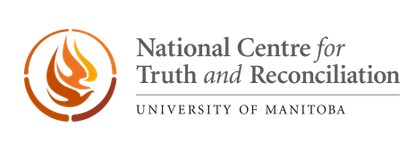 National Centre for
Truth and Reconciliation
UNIVERSITY OF MANITOBA